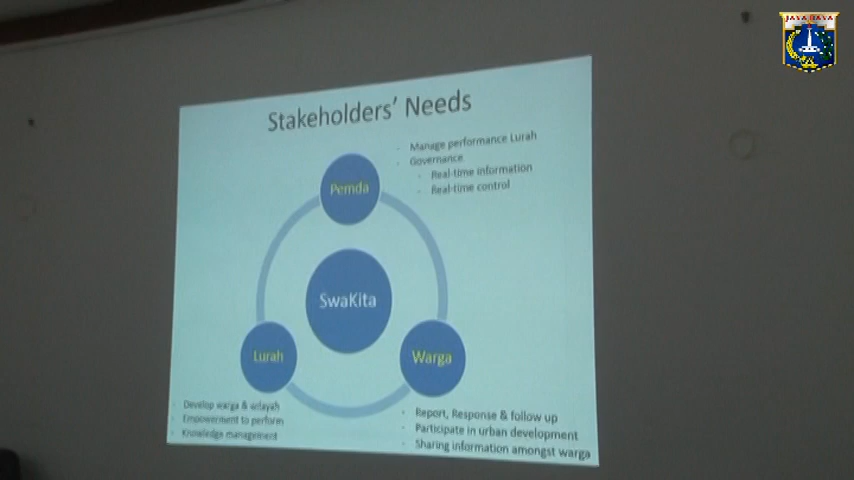 JAYA RAYA
Stakeholders' Needs
- Manage performance Lurah
- Governance
- Real-time information
- Real-time control
Pemda
SwaKita
Lurah
Warga
- Develop warga & wilayah
- Empowerment to perform
- Knowledge management
- Report, Response & follow up
- Participate in urban development
- Sharing information amongst warga